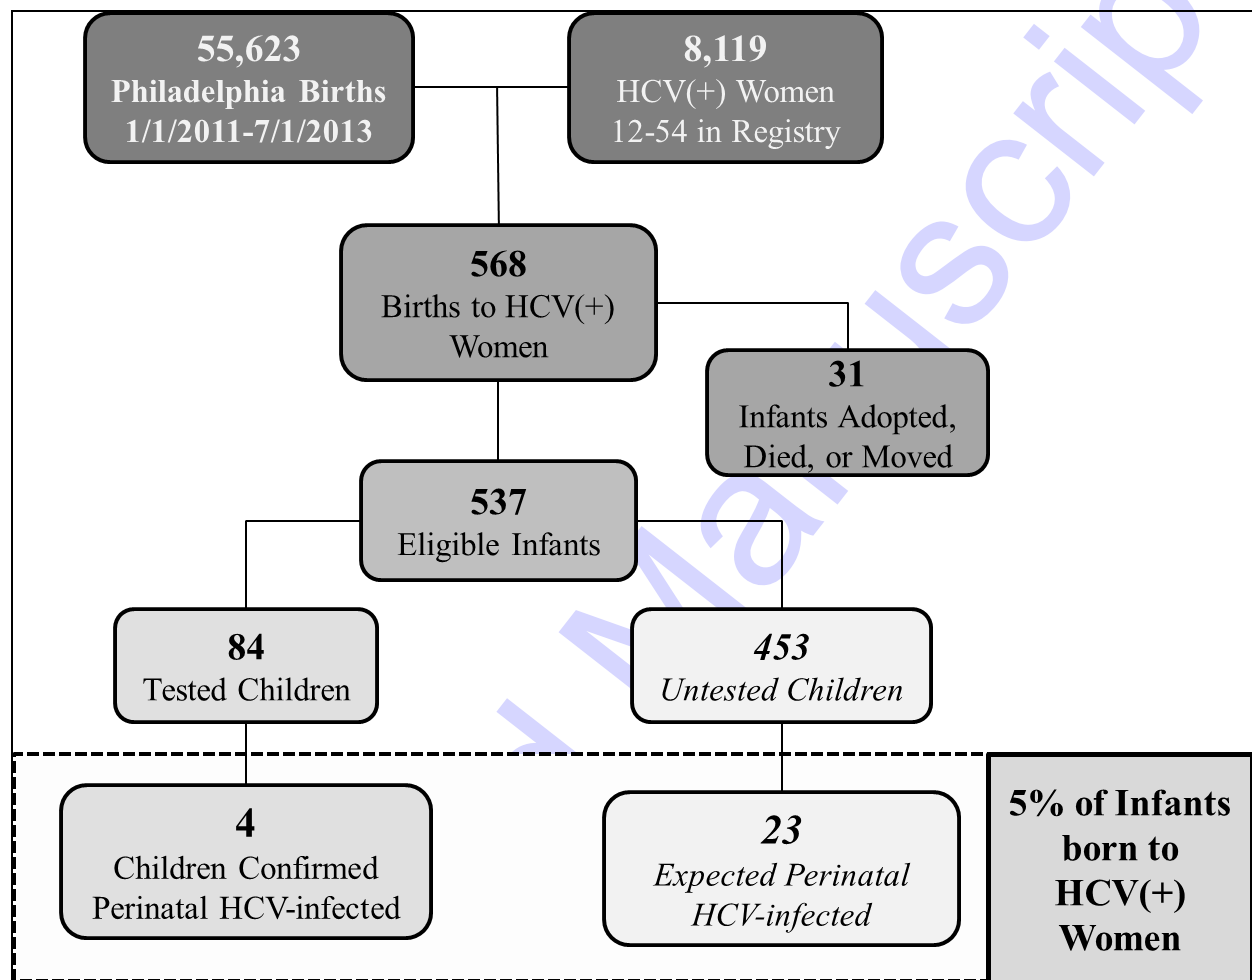 55,623
Philadelphia Births
1/1/2011-7/1/2013
8,119
HCV(+) Women
12-54 in Registry
568
Births to HCV(+)
Women
31
Infants Adopted,
Died, or Moved
537
Eligible Infants
84
Tested Children
453
Untested Children
4
Children Confirmed
Perinatal HCV-infected
23
Expected Perinatal
HCV-infected
5% of Infants
born to
HCV(+)
Women